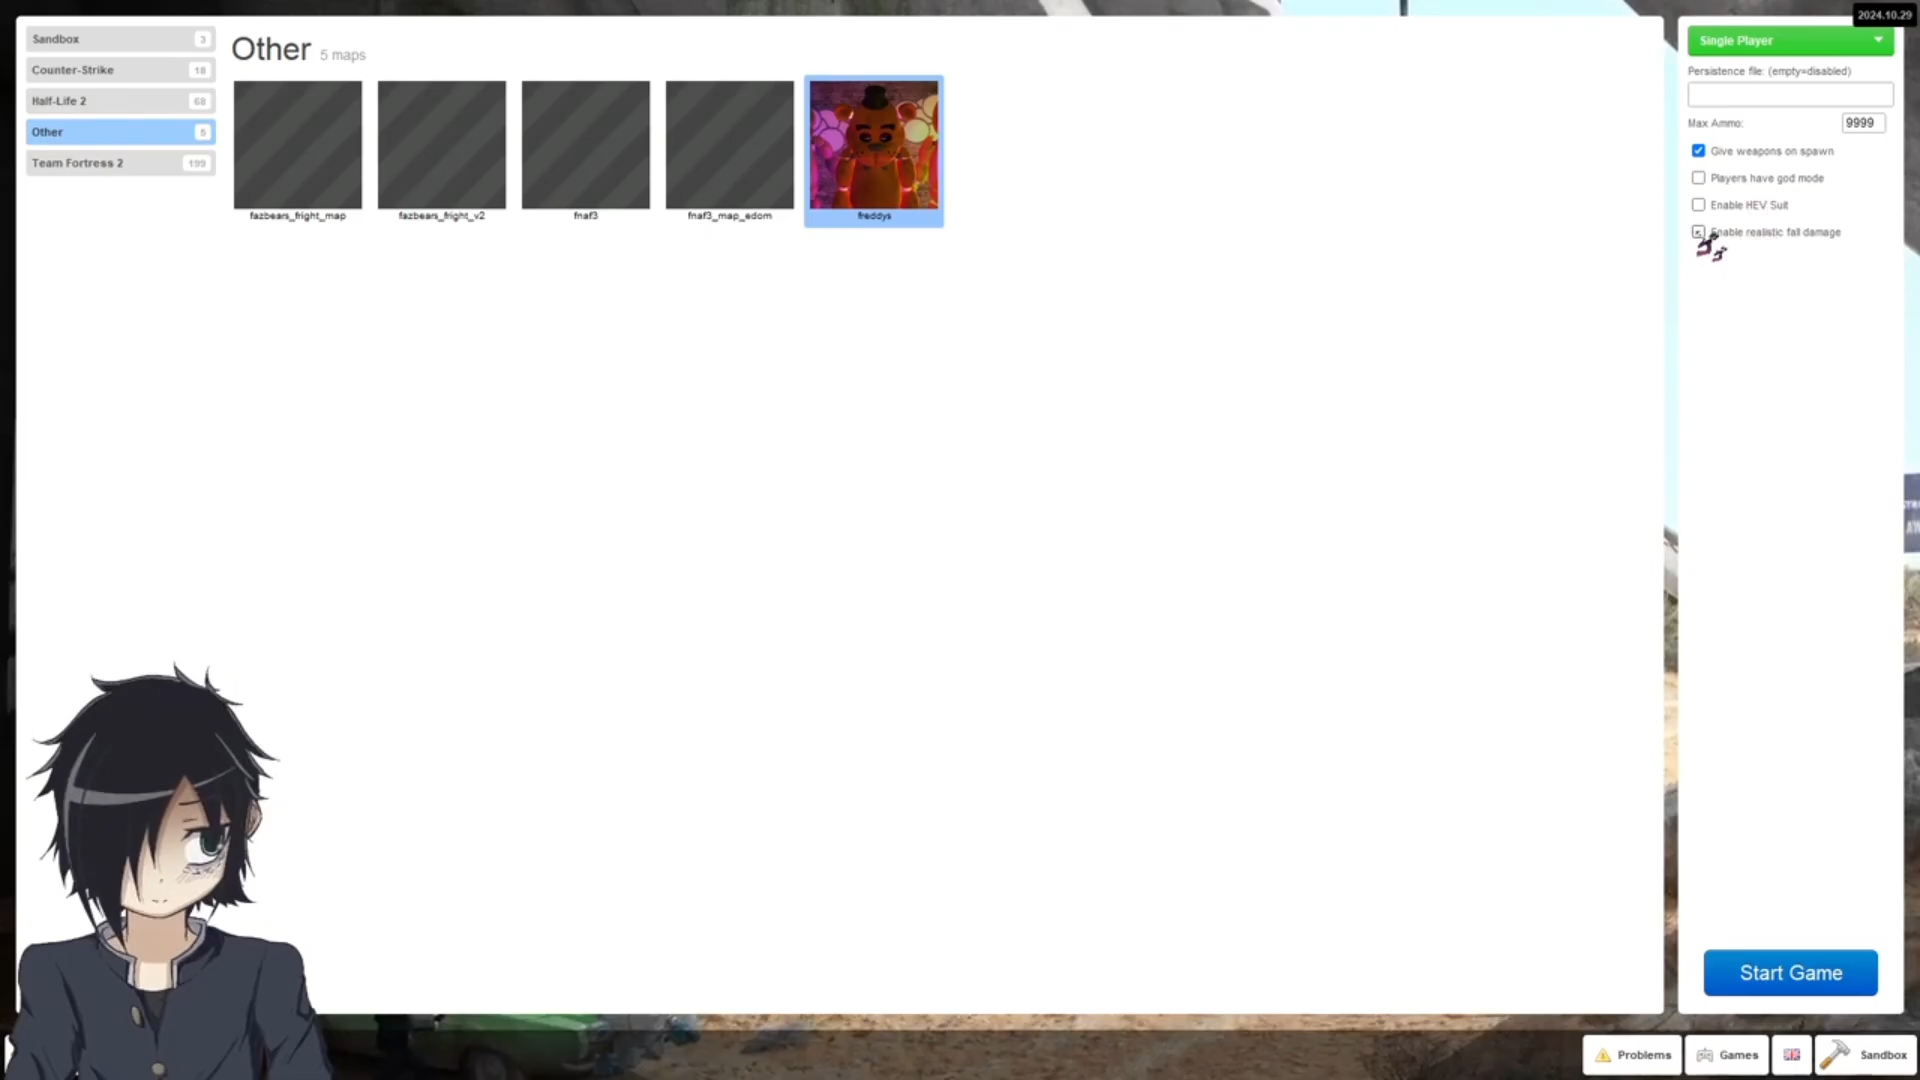 2024.10.29
Sandbox 3
Counter-Strike 18
Half-Life 2 68
Other 5
Team Fortress 2 199
Other 5 maps
fazbears_fright_map
fazbears_fright_v2
fnaf3
fnaf3_map_edom
freddys
Single Player
Persistence file: (empty=disabled)
Max Ammo: 9999
Give weapons on spawn
Players have god mode
Enable HEV Suit
Enable realistic fall damage
Start Game
Problems
Games
Sandbox